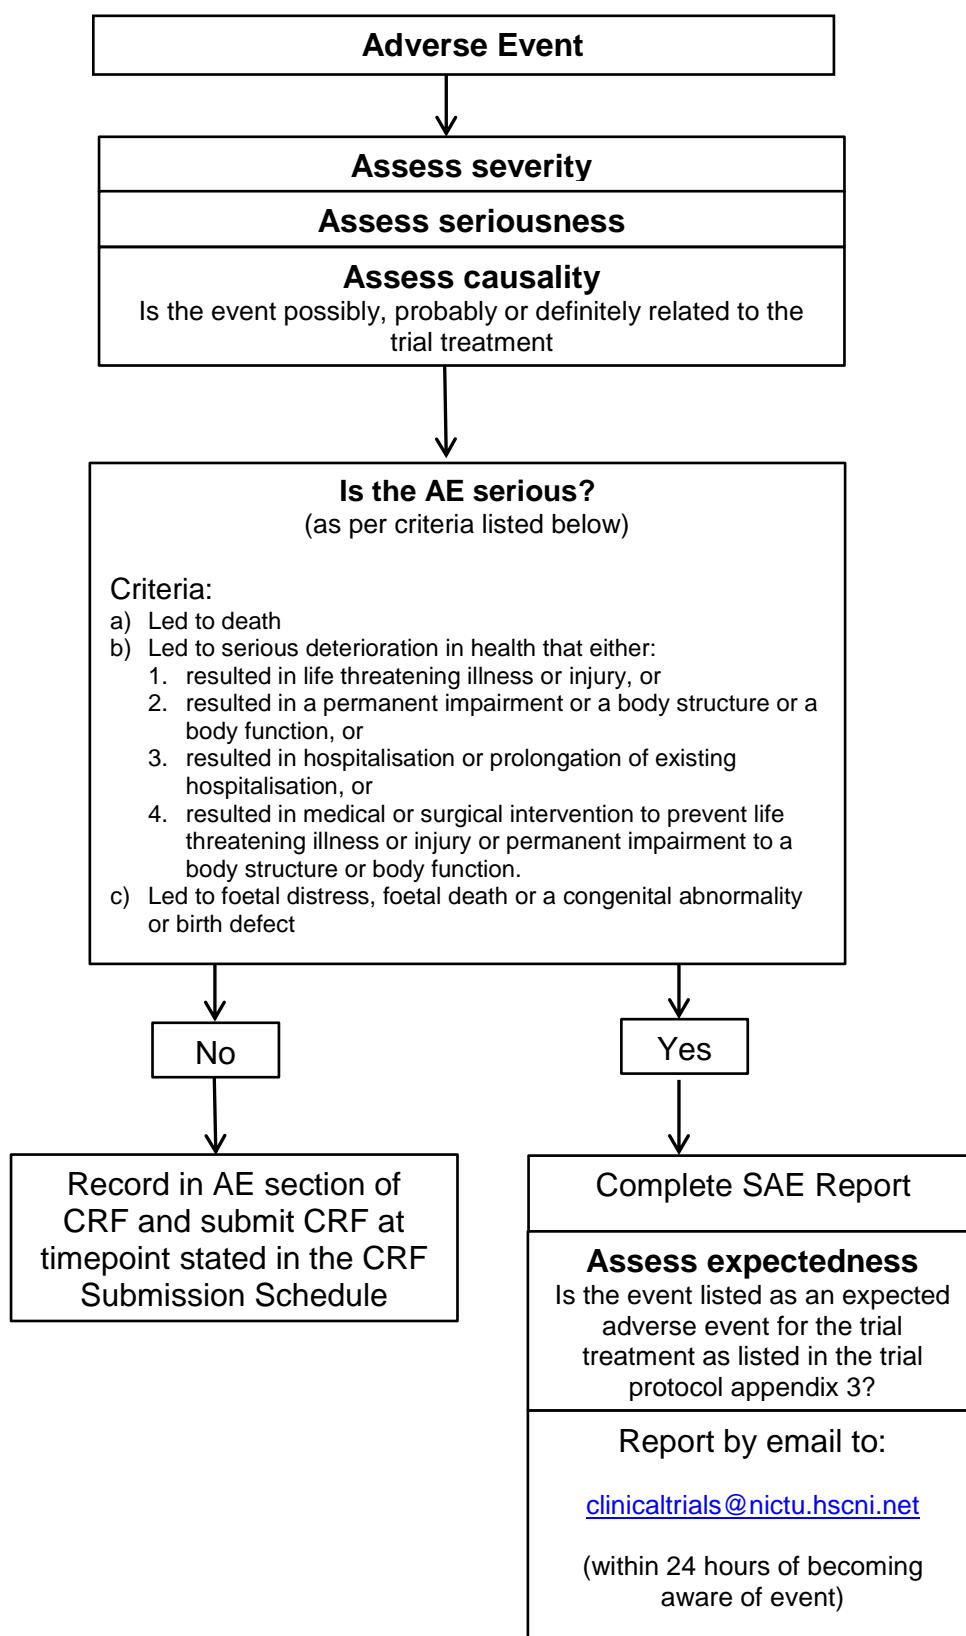 Adverse Event
Assess severity
Assess seriousness
Assess causality
Is the event possibly, probably or definitely related to the
trial treatment
Is the AE serious?
(as per criteria listed below)
Criteria:
a) Led to death
b) Led to serious deterioration in health that either:
1. resulted in life threatening illness or injury, or
2. resulted in a permanent impairment or a body structure or a
body function, or
3. resulted in hospitalisation or prolongation of existing
hospitalisation, or
4. resulted in medical or surgical intervention to prevent life
threatening illness or injury or permanent impairment to a
body structure or body function.
c) Led to foetal distress, foetal death or a congenital abnormality
or birth defect
No
Yes
Record in AE section of
CRF and submit CRF at
timepoint stated in the CRF
Submission Schedule
Complete SAE Report
Assess expectedness
Is the event listed as an expected
adverse event for the trial
treatment as listed in the trial
protocol appendix 3?
Report by email to:
clinicaltrials@nictu.hscni.net
(within 24 hours of becoming
aware of event)